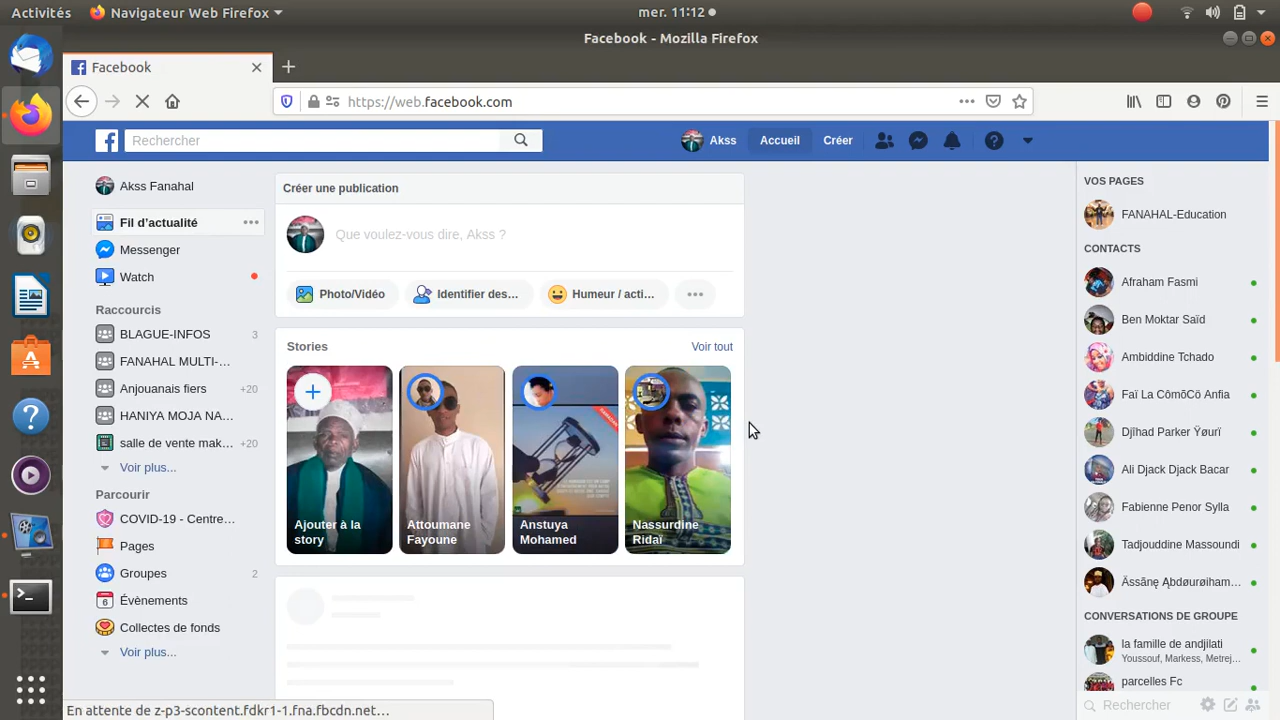 Activités
Navigateur Web Firefox
mer. 11:12
Facebook - Mozilla Firefox
Facebook
https://web.facebook.com
Rechercher
Akss
Accueil
Créer
Akss Fanahal
Fil d'actualité
Messenger
Watch
Raccourcis
BLAGUE-INFOS 3
FANAHAL MULTI-...
Anjouanais fiers +20
HANIYA MOJA NA...
salle de vente mak... +20
Voir plus...
Parcourir
COVID-19 - Centre...
Pages
Groupes 2
Évènements
Collectes de fonds
Voir plus...
Créer une publication
Que voulez-vous dire, Akss ?
Photo/Vidéo
Identifier des...
Humeur / acti...
Stories
Voir tout
Ajouter à la
story
Attoumane
Fayoune
Anstuya
Mohamed
Nassurdine
Ridaï
VOS PAGES
FANAHAL-Education
CONTACTS
Afraham Fasmi
Ben Moktar Saïd
Ambiddine Tchado
Faï La CômõCö Anfia
Djîhad Parker Ÿøurï
Ali Djack Djack Bacar
Fabienne Penor Sylla
Tadjouddine Massoundi
Ässãnę Ąbdøurøiham...
CONVERSATIONS DE GROUPE
la famille de andjilati
Youssouf, Markess, Metrej...
parcelles Fc
Rechercher
En attente de z-p3-scontent.fdkr1-1.fna.fbcdn.net...